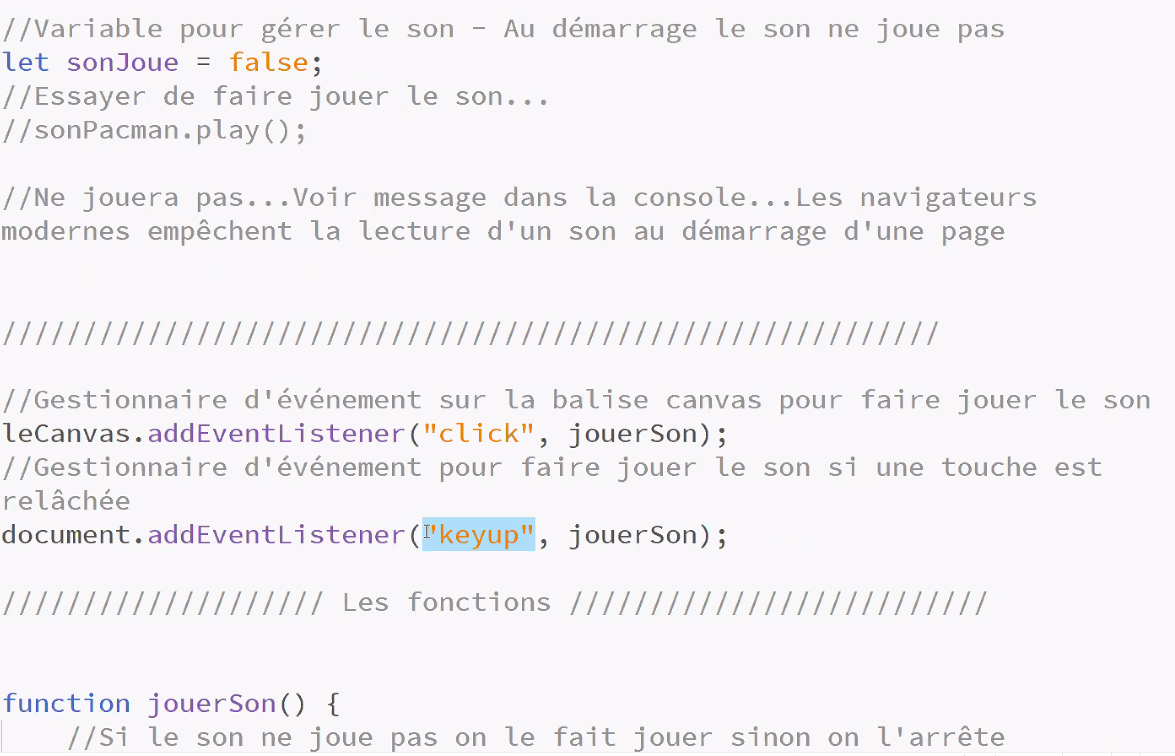 //Variable pour gérer le son - Au démarrage le son ne joue pas
let sonJoue = false;
//Essayer de faire jouer le son...
//sonPacman.play();
//Ne jouera pas...Voir message dans la console...Les navigateurs
modernes empêchent la lecture d'un son au démarrage d'une page
//////////////////////////////////////////////////////////
//Gestionnaire d'événement sur la balise canvas pour faire jouer le son
leCanvas.addEventListener("click", jouerSon);
//Gestionnaire d'événement pour faire jouer le son si une touche est
relâchée
document.addEventListener("keyup", jouerSon);
//////////////////// Les fonctions //////////////////////////
function jouerSon() {
//Si le son ne joue pas on le fait jouer sinon on l'arrête